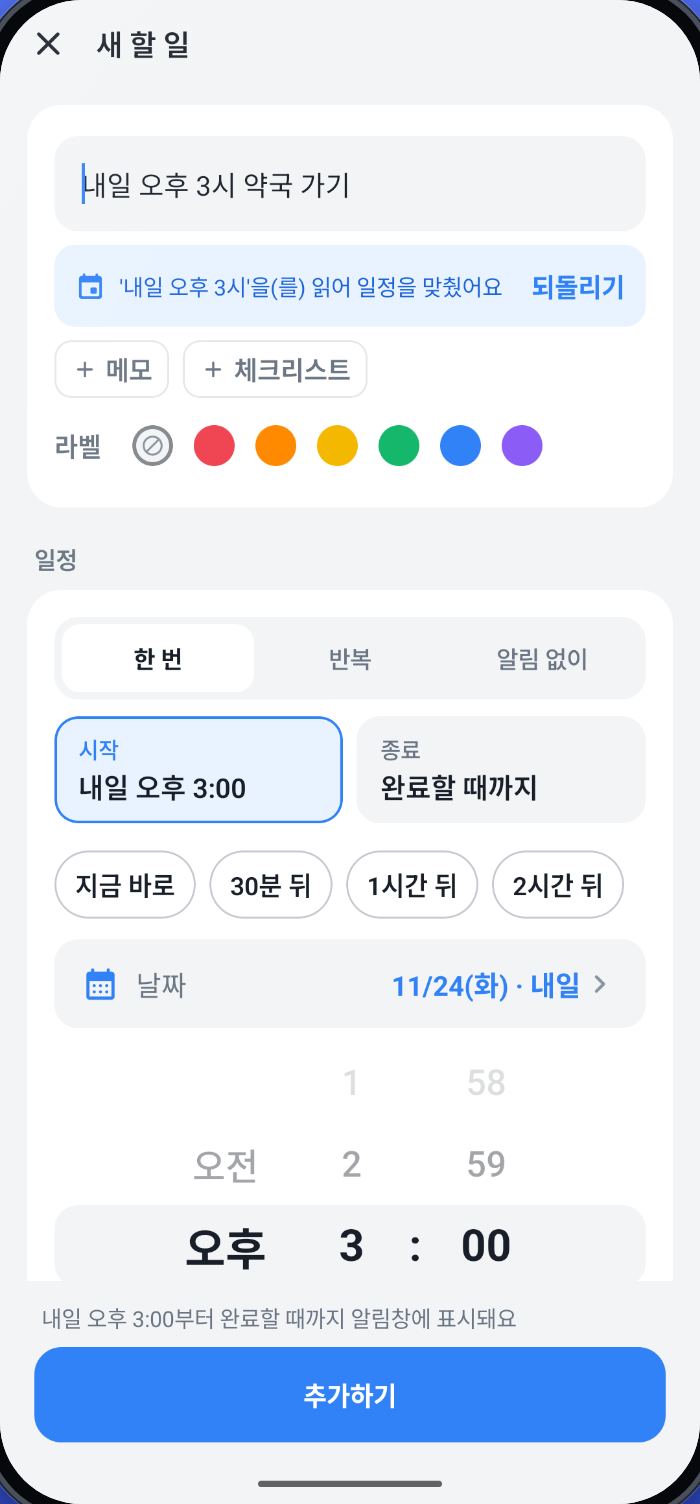 새 할 일
내일 오후 3시 약국 가기
'내일 오후 3시'을(를) 읽어 일정을 맞췄어요 되돌리기
+ 메모 + 체크리스트
라벨
일정
한 번 반복 알림 없이
시작 종료
내일 오후 3:00 완료할 때까지
지금 바로 30분 뒤 1시간 뒤 2시간 뒤
날짜 11/24(화) · 내일
1 58
오전 2 59
오후 3 : 00
내일 오후 3:00부터 완료할 때까지 알림창에 표시돼요
추가하기